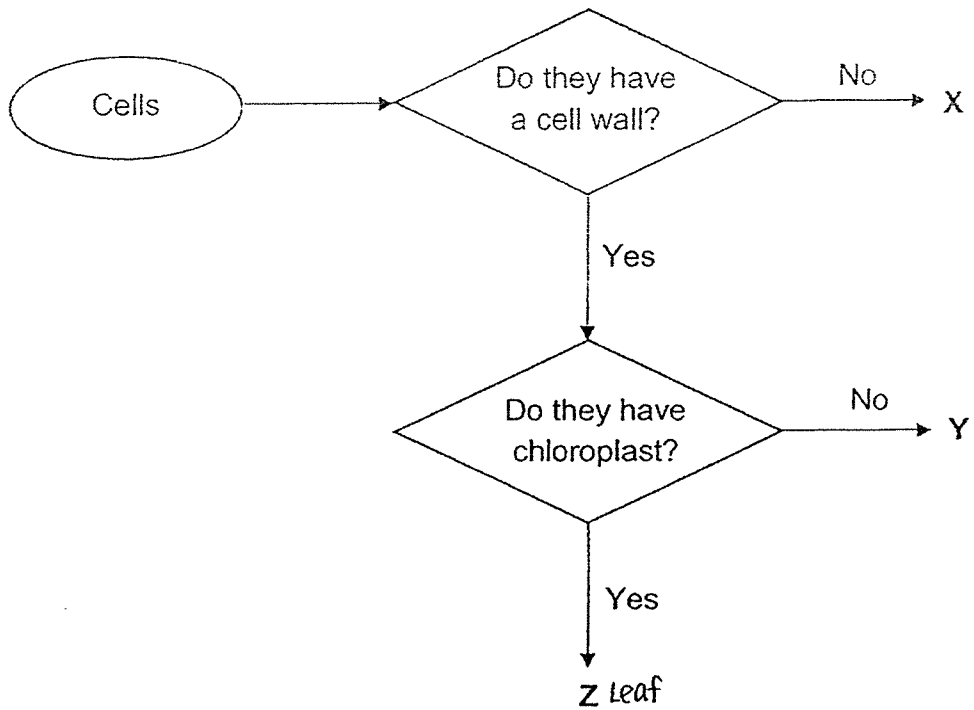 Cells
Do they have
a cell wall?
No
X
Yes
Do they have
chloroplast?
No
Y
Yes
Z Leaf